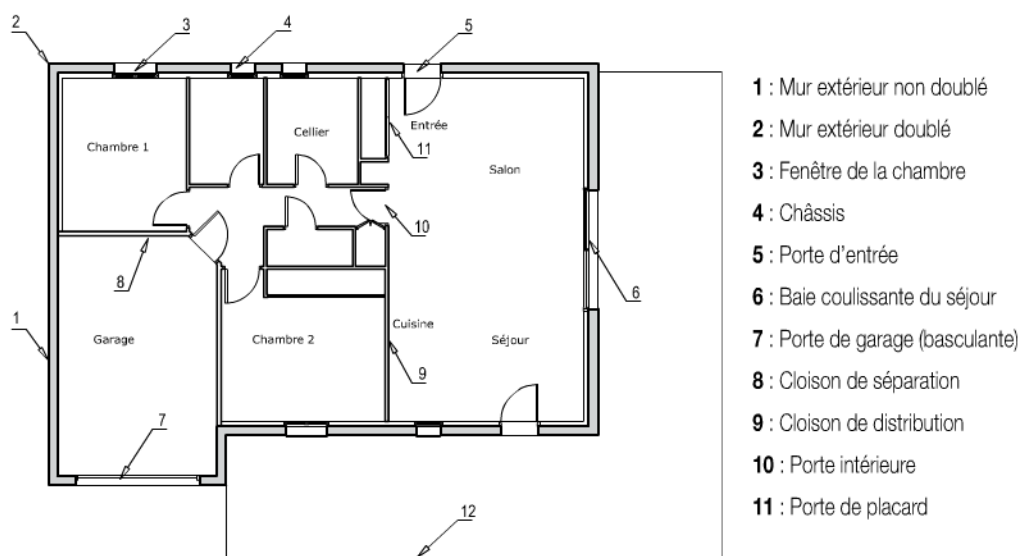 2
3
4
5
Chambre 1
Cellier
Entrée
11
Salon
10
8
6
1
Garage
Chambre 2
Cuisine
Séjour
9
7
12
1 : Mur extérieur non doublé
2 : Mur extérieur doublé
3 : Fenêtre de la chambre
4 : Châssis
5 : Porte d'entrée
6 : Baie coulissante du séjour
7 : Porte de garage (basculante)
8 : Cloison de séparation
9 : Cloison de distribution
10 : Porte intérieure
11 : Porte de placard